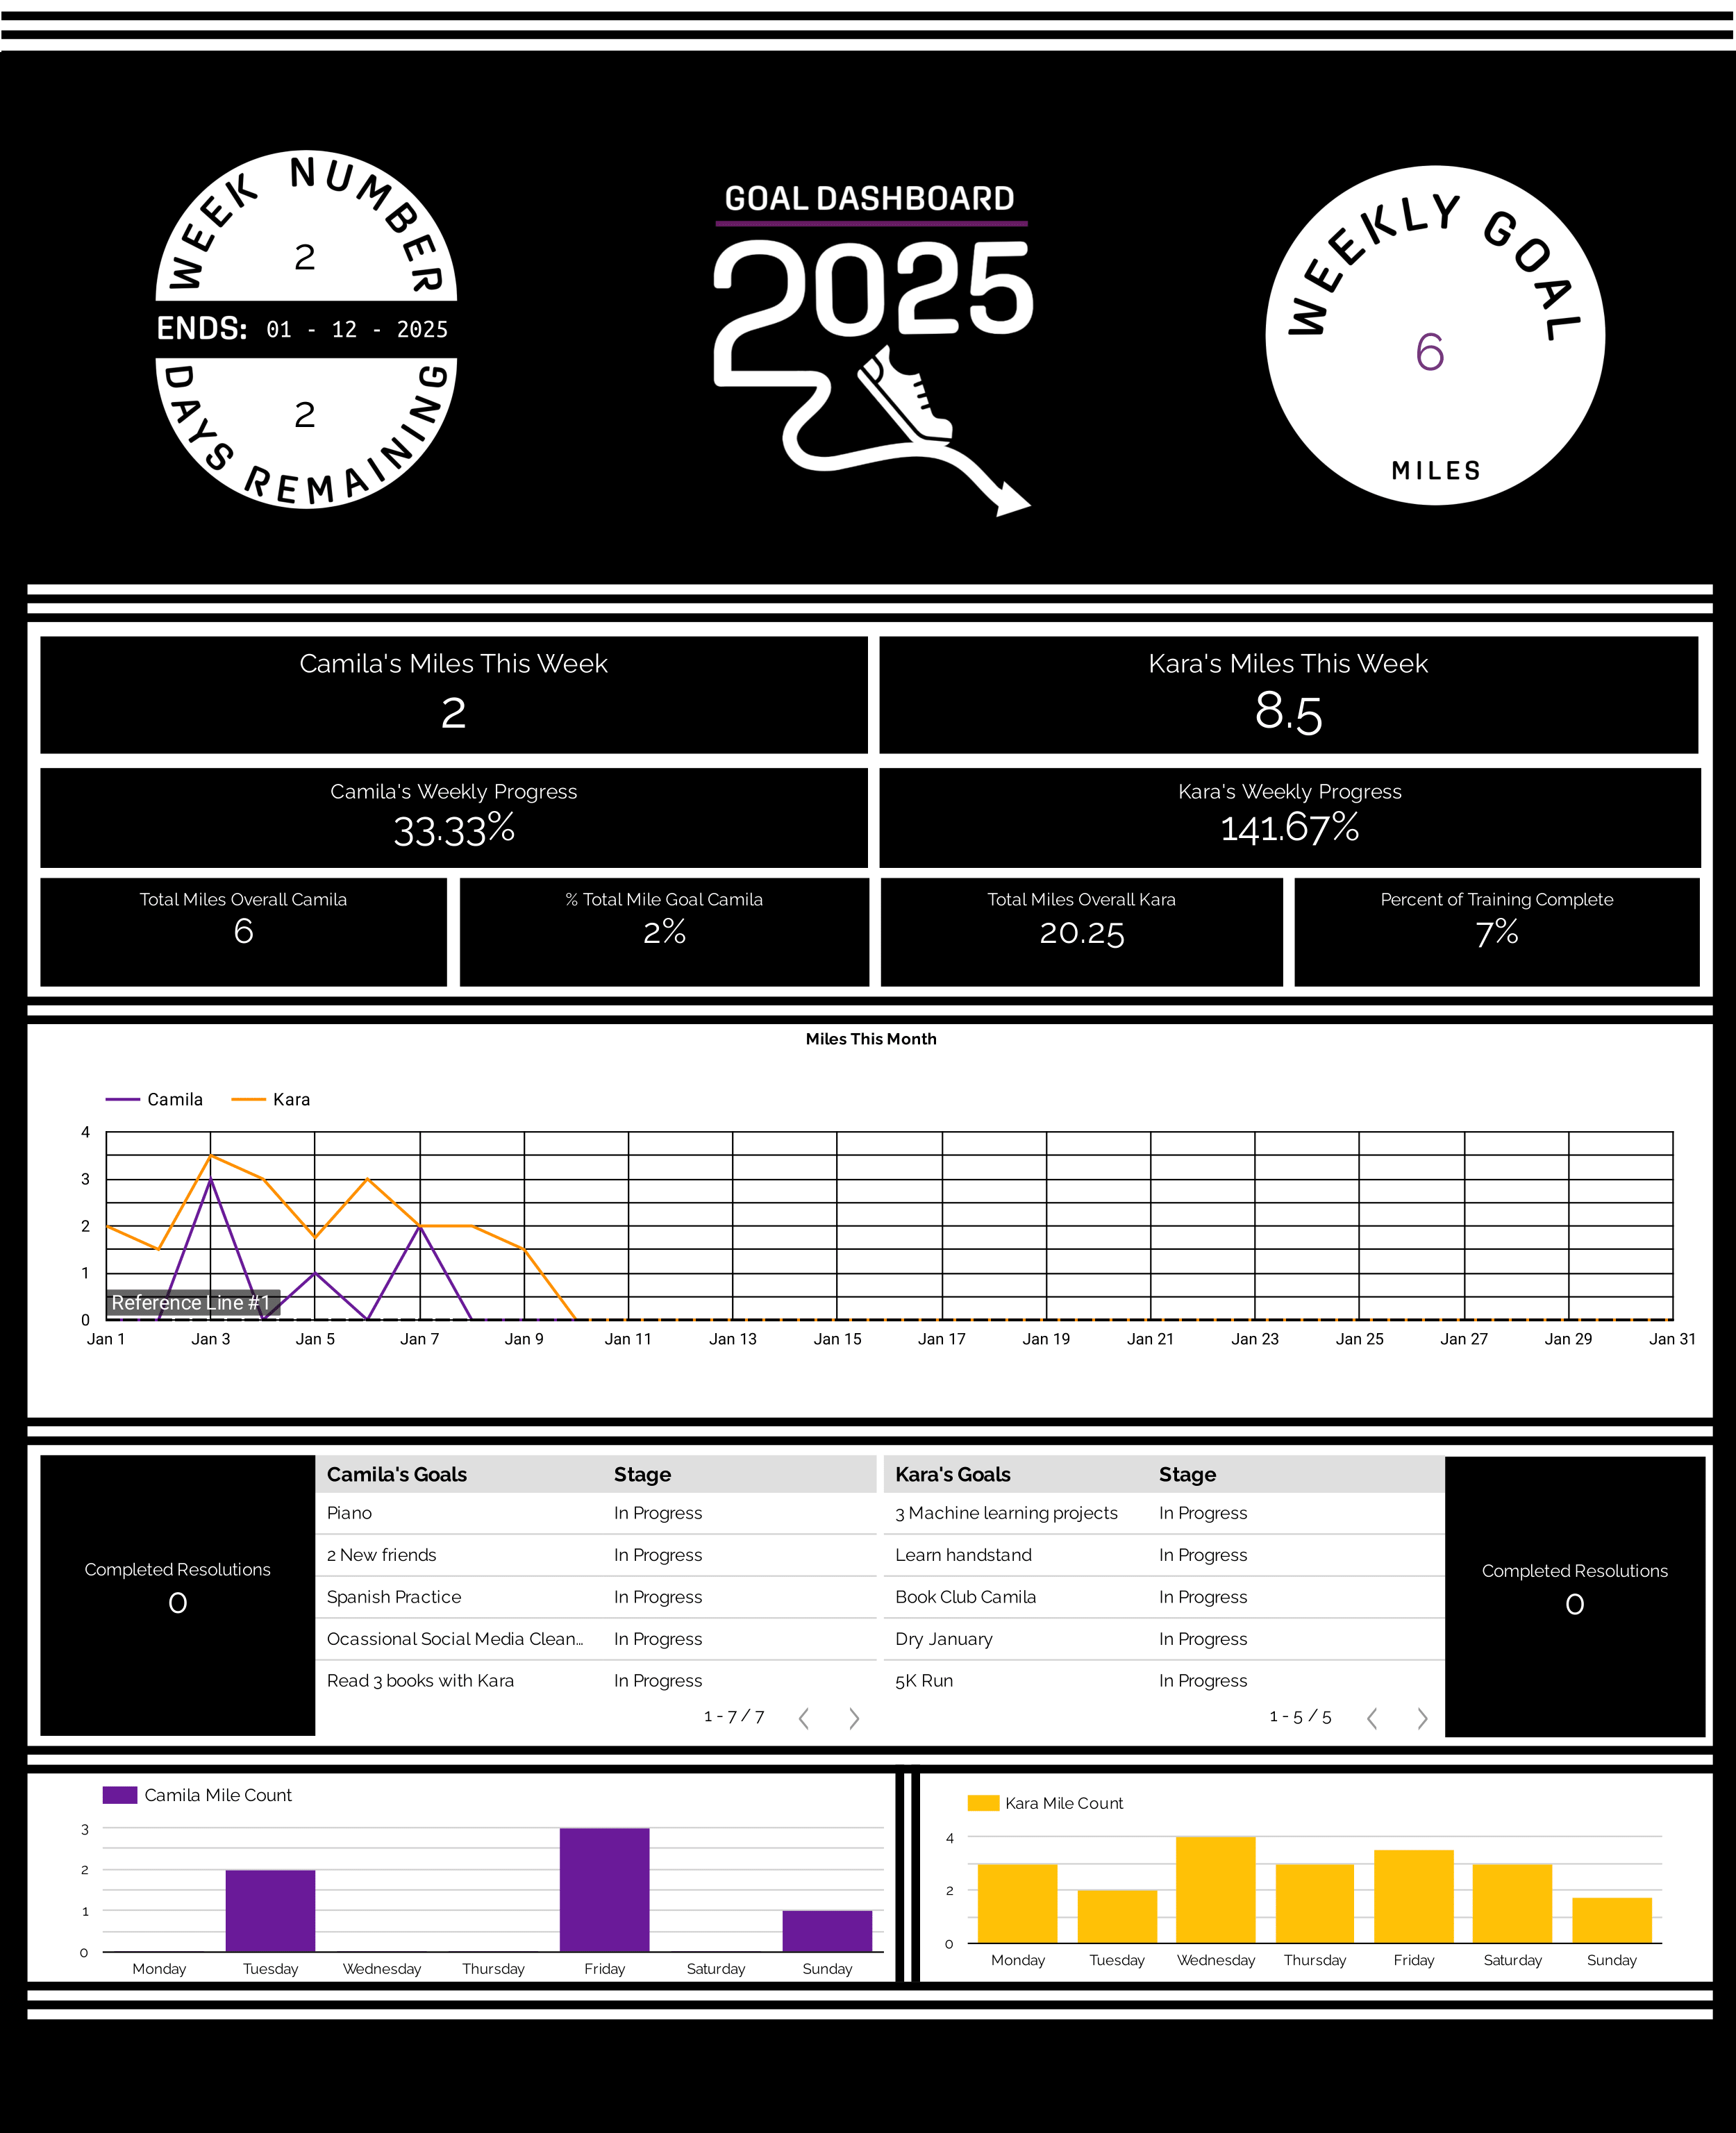 WEEK NUMBER
2
ENDS: 01 - 12 - 2025
2
DAYS REMAINING
GOAL DASHBOARD
2025
WEEKLY GOAL
6
MILES
Camila's Miles This Week
2
Kara's Miles This Week
8.5
Camila's Weekly Progress
33.33%
Kara's Weekly Progress
141.67%
Total Miles Overall Camila
6
% Total Mile Goal Camila
2%
Total Miles Overall Kara
20.25
Percent of Training Complete
7%
Miles This Month
Camila Kara
4
3
2
1
0
Reference Line #1
Jan 1 Jan 3 Jan 5 Jan 7 Jan 9 Jan 11 Jan 13 Jan 15 Jan 17 Jan 19 Jan 21 Jan 23 Jan 25 Jan 27 Jan 29 Jan 31
Completed Resolutions
0
Camila's Goals Stage
Piano In Progress
2 New friends In Progress
Spanish Practice In Progress
Ocassional Social Media Clean... In Progress
Read 3 books with Kara In Progress
1 - 7 / 7
Kara's Goals Stage
3 Machine learning projects In Progress
Learn handstand In Progress
Book Club Camila In Progress
Dry January In Progress
5K Run In Progress
1 - 5 / 5
Completed Resolutions
0
Camila Mile Count
3
2
1
0
Monday Tuesday Wednesday Thursday Friday Saturday Sunday
Kara Mile Count
4
2
0
Monday Tuesday Wednesday Thursday Friday Saturday Sunday